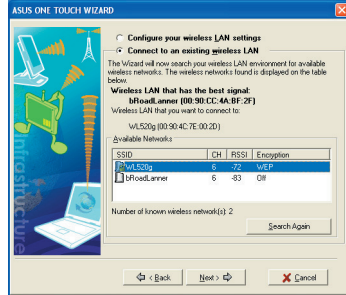 ASUS ONE TOUCH WIZARD
Configure your wireless LAN settings
Connect to an existing wireless LAN
The Wizard will now search your wireless LAN environment for available
wireless networks. The wireless networks found is displayed on the table
below.
Wireless LAN that has the best signal:
bRoadLanner (00:90:CC:4A:BF:2F)
Wireless LAN that you want to connect to:
WL520g (00:90:4C:7E:00:2D)
Available Networks
SSID CH RSSI Encryption
WL520g 6 -72 WEP
bRoadLanner 6 -83 Off
Number of known wireless network(s): 2
Search Again
Infrastructure
< Back Next > Cancel